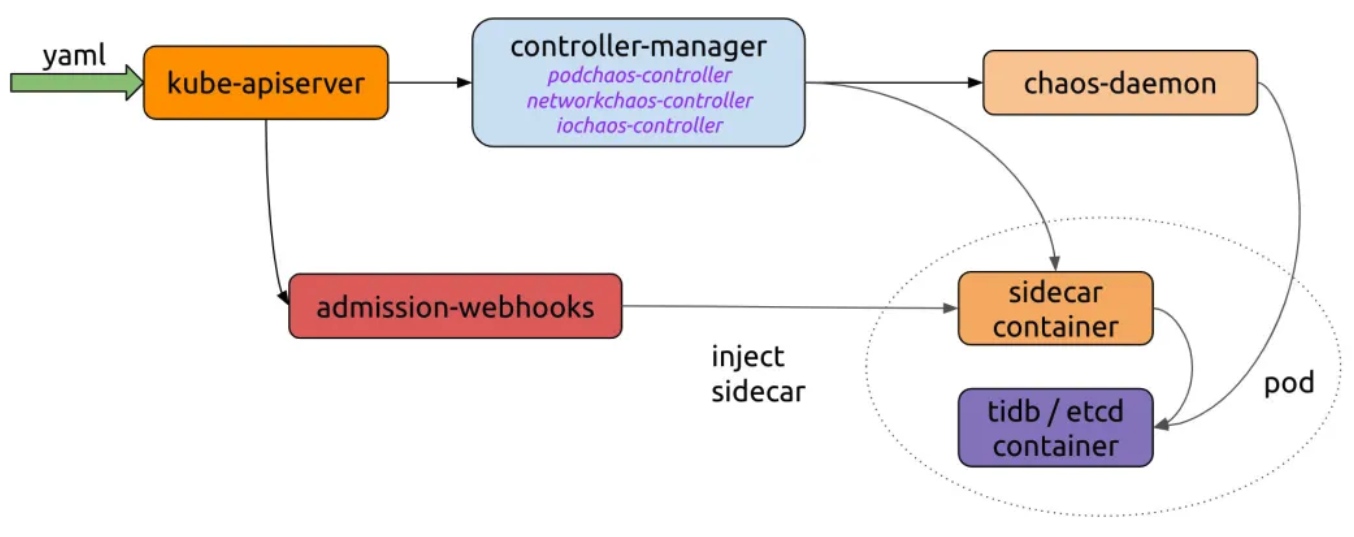 yaml
kube-apiserver
controller-manager
podchaos-controller
networkchaos-controller
iochaos-controller
chaos-daemon
admission-webhooks
inject
sidecar
sidecar
container
tidb / etcd
container
pod